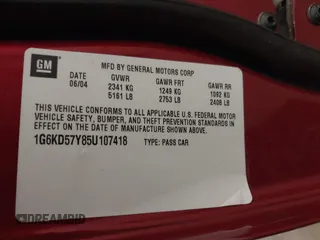 GM
MFD BY GENERAL MOTORS CORP
DATE GVWR GAWR FRT GAWR RR
06/04 2341 KG 1249 KG 1092 KG
5161 LB 2753 LB 2408 LB
THIS VEHICLE CONFORMS TO ALL APPLICABLE U.S. FEDERAL MOTOR
VEHICLE SAFETY, BUMPER, AND THEFT PREVENTION STANDARDS
IN EFFECT ON THE DATE OF MANUFACTURE SHOWN ABOVE.
1G6KD57Y85U107418 TYPE: PASS CAR
DREAMBID